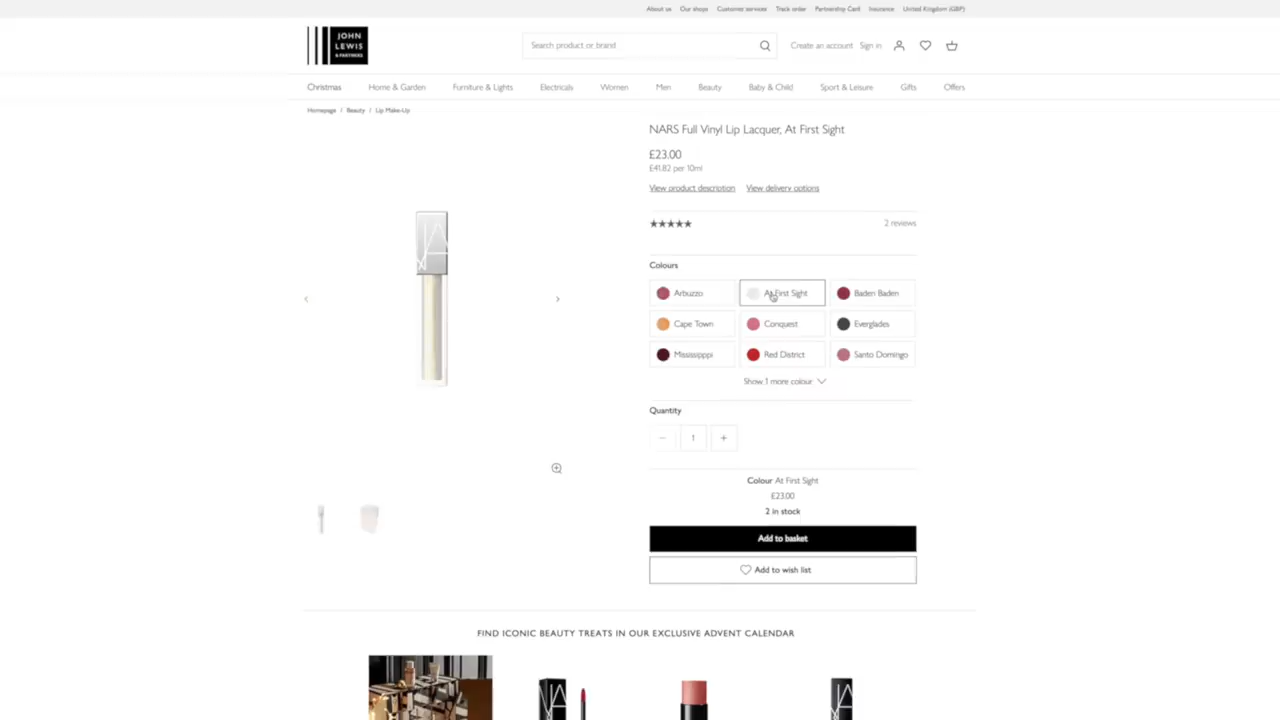 About us Our shops Customer services Track order Partnership Card Insurance United Kingdom (GBP)
JOHN
LEWIS
& PARTNERS
Search product or brand
Create an account Sign in
Christmas Home & Garden Furniture & Lights Electricals Women Men Beauty Baby & Child Sport & Leisure Gifts Offers
Homepage / Beauty / Lip Make-Up
NARS Full Vinyl Lip Lacquer, At First Sight
£23.00
£41.82 per 10ml
View product description View delivery options
★★★★★ 2 reviews
Colours
Arbuzzo At First Sight Baden Baden
Cape Town Conquest Everglades
Mississipppi Red District Santo Domingo
Show 1 more colour
Quantity
− 1 +
Colour At First Sight
£23.00
2 in stock
Add to basket
Add to wish list
FIND ICONIC BEAUTY TREATS IN OUR EXCLUSIVE ADVENT CALENDAR